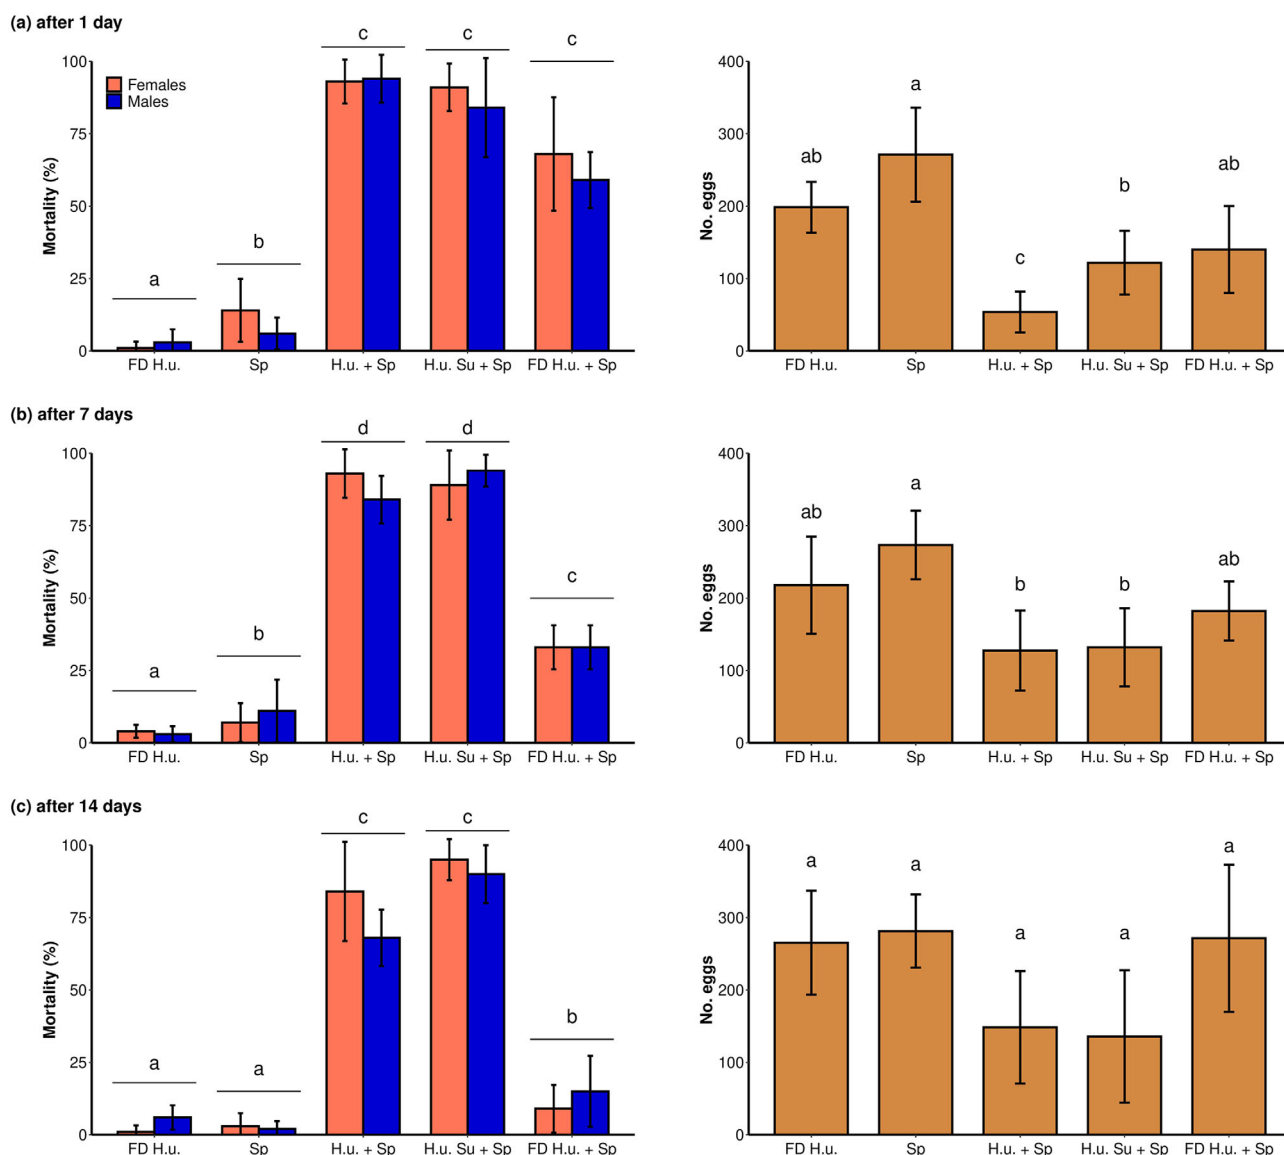 (a) after 1 day
c c c
100
Females
Males
75
Mortality (%)
50
b
25
a
0
FD H.u. Sp H.u. + Sp H.u. Su + Sp FD H.u. + Sp
400
a
300
No. eggs
ab b ab
200
c
100
0
FD H.u. Sp H.u. + Sp H.u. Su + Sp FD H.u. + Sp
(b) after 7 days
d d
100
75
Mortality (%)
50
c
b
25
a
0
FD H.u. Sp H.u. + Sp H.u. Su + Sp FD H.u. + Sp
400
ab a
300
No. eggs
b b ab
200
100
0
FD H.u. Sp H.u. + Sp H.u. Su + Sp FD H.u. + Sp
(c) after 14 days
c c
100
75
Mortality (%)
50
b
25
a a
0
FD H.u. Sp H.u. + Sp H.u. Su + Sp FD H.u. + Sp
400
a a a
300
No. eggs
a a
200
100
0
FD H.u. Sp H.u. + Sp H.u. Su + Sp FD H.u. + Sp